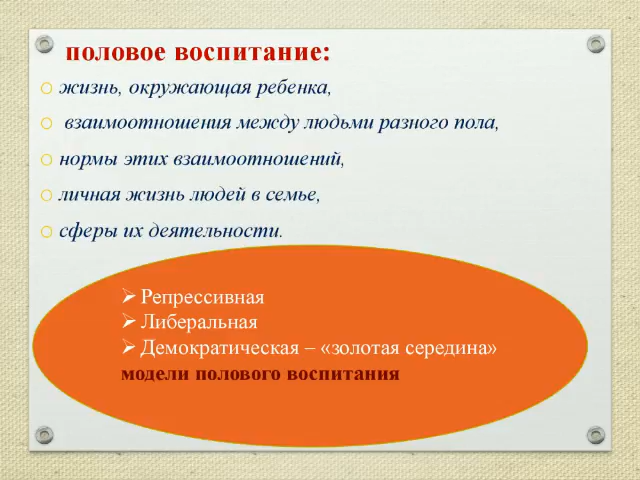 половое воспитание:
жизнь, окружающая ребенка,
взаимоотношения между людьми разного пола,
нормы этих взаимоотношений,
личная жизнь людей в семье,
сферы их деятельности.
Репрессивная
Либеральная
Демократическая – «золотая середина»
модели полового воспитания